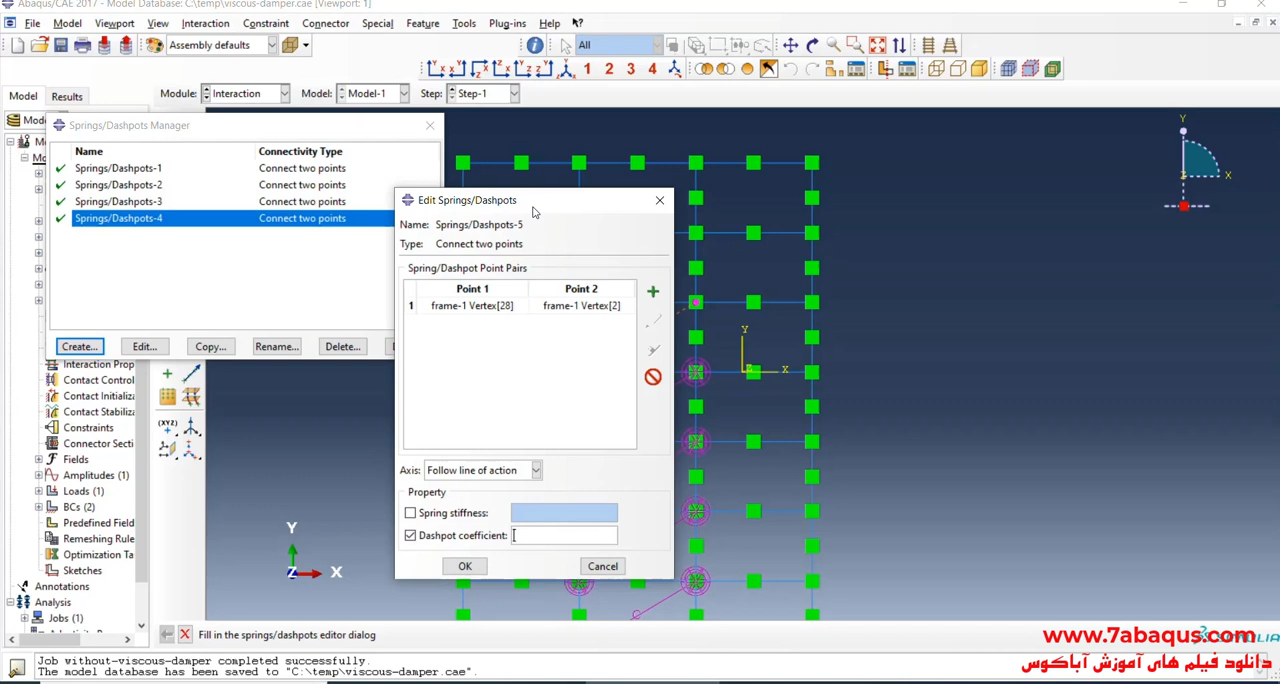 Abaqus/CAE 2017 - Model Database: C:\temp\viscous-damper.cae [Viewport: 1]
File Model Viewport View Interaction Constraint Connector Special Feature Tools Plug-ins Help
Assembly defaults
All
1 2 3 4
Model Results Module: Interaction Model: Model-1 Step: Step-1
Springs/Dashpots Manager
Name Connectivity Type
Springs/Dashpots-1 Connect two points
Springs/Dashpots-2 Connect two points
Springs/Dashpots-3 Connect two points
Springs/Dashpots-4 Connect two points
Create... Edit... Copy... Rename... Delete...
Edit Springs/Dashpots
Name: Springs/Dashpots-5
Type: Connect two points
Spring/Dashpot Point Pairs
Point 1 Point 2
1 frame-1 Vertex[28] frame-1 Vertex[2]
Axis: Follow line of action
Property
Spring stiffness:
Dashpot coefficient:
OK Cancel
Interaction Prop
Contact Control
Contact Initializa
Contact Stabiliza
Constraints
Connector Secti
Fields
Amplitudes (1)
Loads (1)
BCs (2)
Predefined Field
Remeshing Rule
Optimization Ta
Sketches
Annotations
Analysis
Jobs (1)
(XYZ)
Y
X
Z
Y
X
Y
X
Z
Fill in the springs/dashpots editor dialog
www.7abaqus.com
دانلود فیلم های آموزش آباکوس
Job without-viscous-damper completed successfully.
The model database has been saved to "C:\temp\viscous-damper.cae".